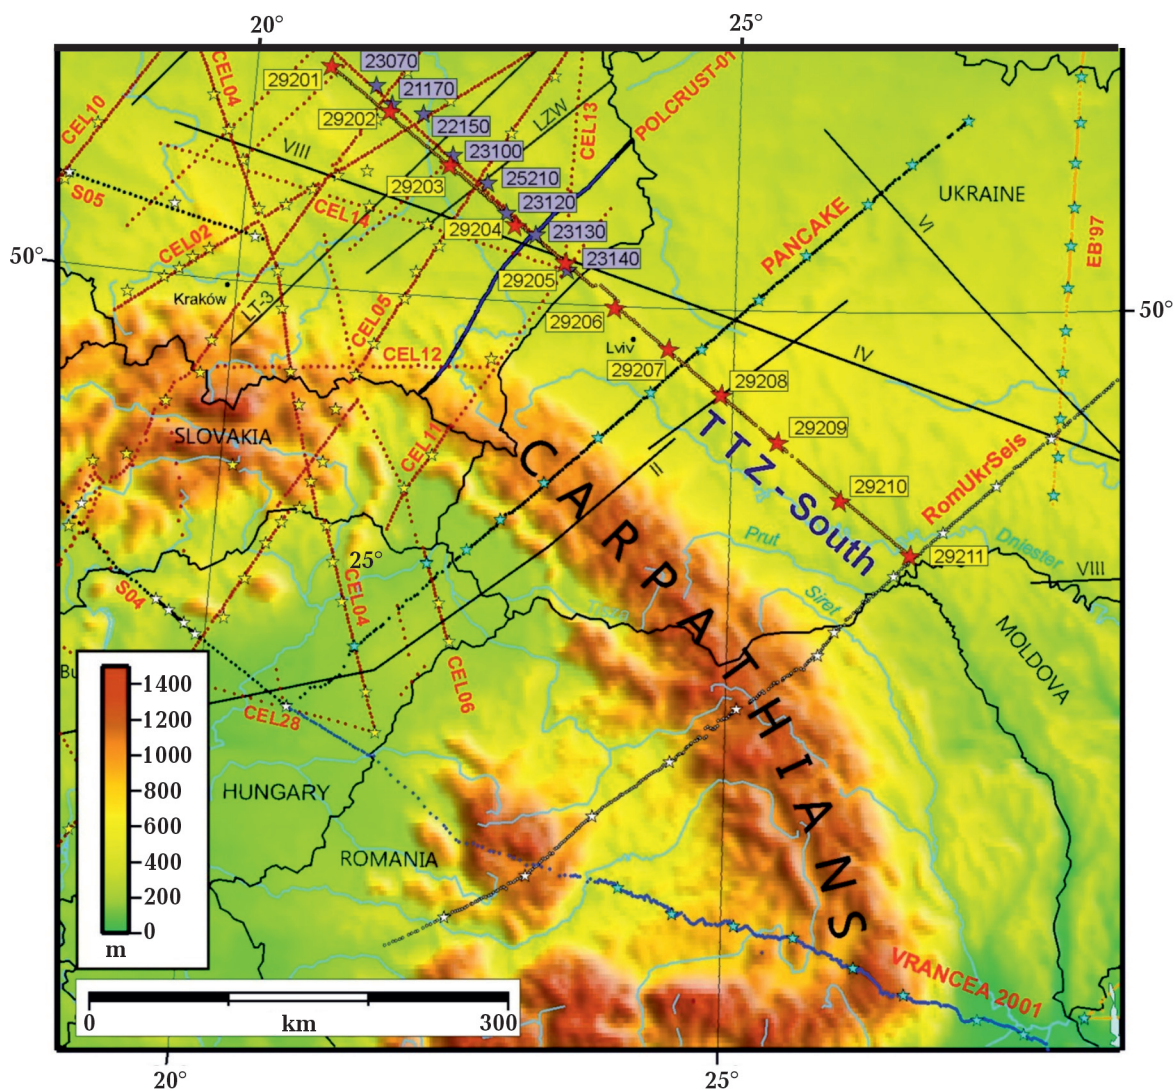 20°
25°
23070
29201
21170
29202
22150
CEL04
CEL10
LZW
CEL13
POLCRUST-01
VIII
23100
29203
25210
S05
CEL14
23120
29204
23130
UKRAINE
VI
PANCAKE
EB'97
CEL02
50°
23140
29205
Kraków
LT-3
CEL05
29206
50°
Lviv
CEL12
29207
IV
29208
SLOVAKIA
CEL11
II
29209
TTZ-South
RomUkrSeis
29210
CARPATHIANS
Prut
Dniester
29211
25°
VIII
S04
CEL04
Siret
Tisza
MOLDOVA
CEL06
CEL28
1400
1200
1000
800
600
400
200
0
m
HUNGARY
ROMANIA
VRANCEA 2001
0
km
300
20°
25°